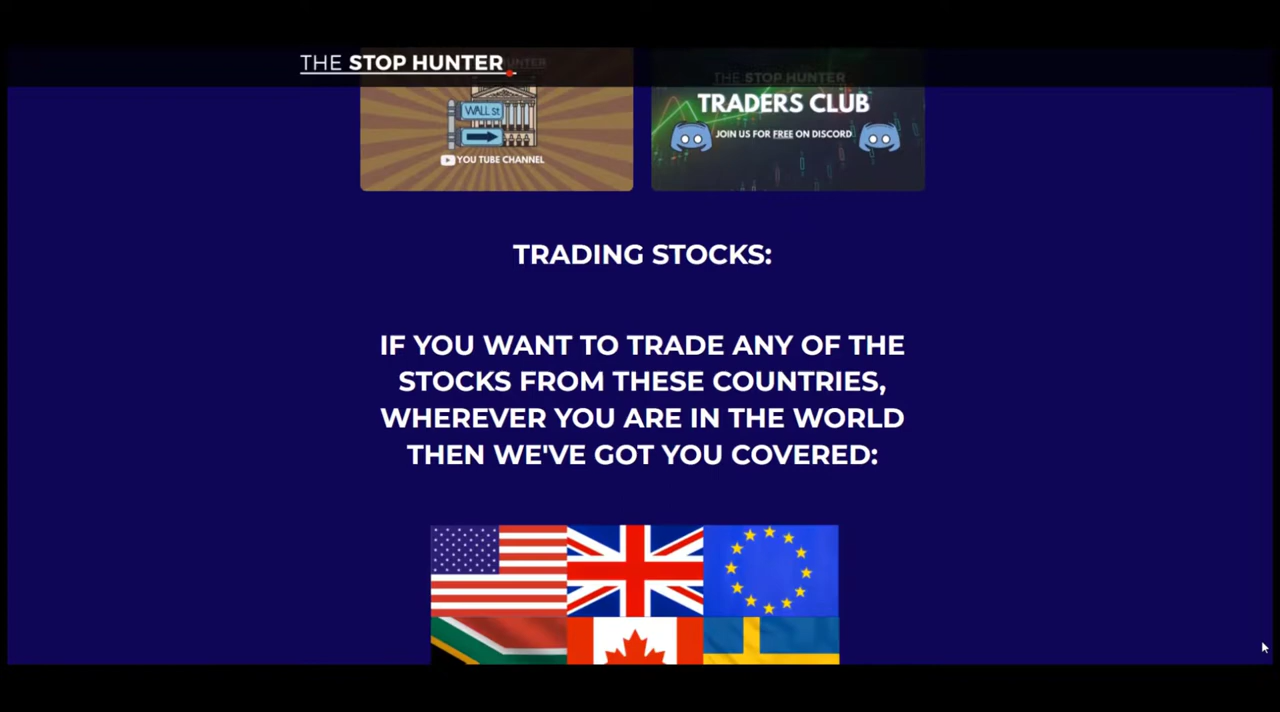 THE STOP HUNTER
WALL st
YOU TUBE CHANNEL
THE STOP HUNTER
TRADERS CLUB
JOIN US FOR FREE ON DISCORD
TRADING STOCKS:
IF YOU WANT TO TRADE ANY OF THE
STOCKS FROM THESE COUNTRIES,
WHEREVER YOU ARE IN THE WORLD
THEN WE'VE GOT YOU COVERED: